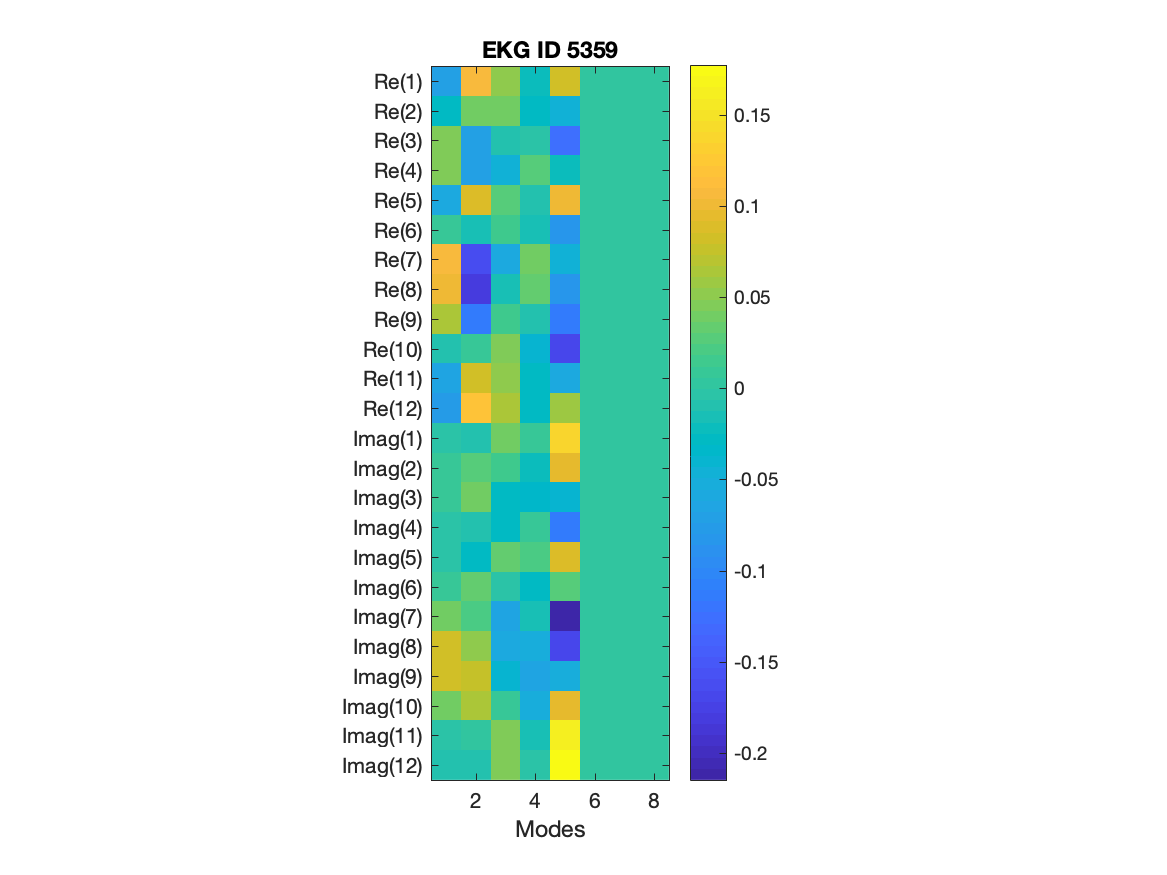 EKG ID 5359
Re(1)
Re(2)
Re(3)
Re(4)
Re(5)
Re(6)
Re(7)
Re(8)
Re(9)
Re(10)
Re(11)
Re(12)
Imag(1)
Imag(2)
Imag(3)
Imag(4)
Imag(5)
Imag(6)
Imag(7)
Imag(8)
Imag(9)
Imag(10)
Imag(11)
Imag(12)
2 4 6 8
Modes
0.15
0.1
0.05
0
-0.05
-0.1
-0.15
-0.2